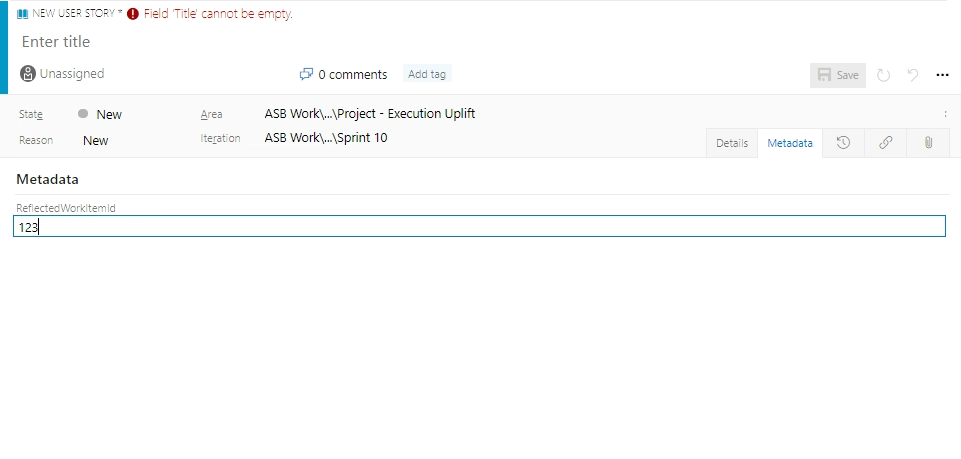 NEW USER STORY * Field 'Title' cannot be empty.
Enter title
Unassigned 0 comments Add tag Save
State New Area ASB Work\...\Project - Execution Uplift
Reason New Iteration ASB Work\...\Sprint 10
Details Metadata
Metadata
ReflectedWorkItemId
123